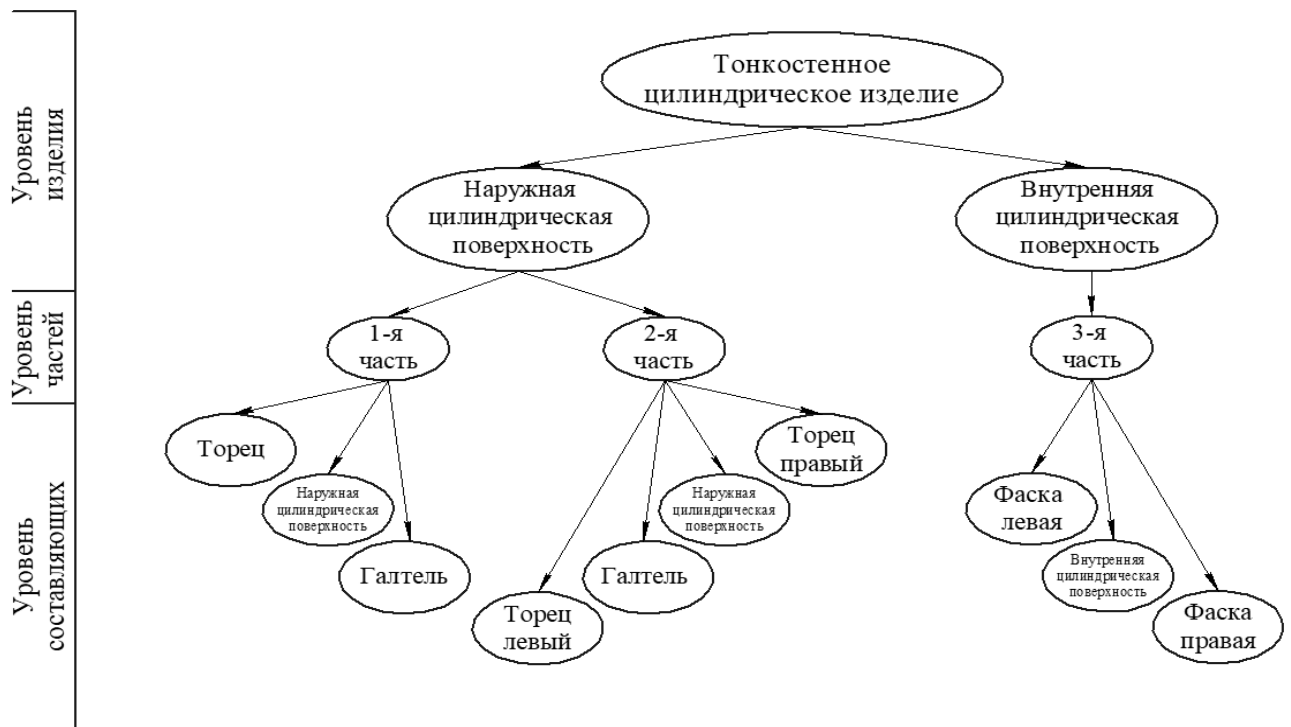 Уровень
изделия
Тонкостенное
цилиндрическое изделие
Наружная
цилиндрическая
поверхность
Внутренняя
цилиндрическая
поверхность
Уровень
частей
1-я
часть
2-я
часть
3-я
часть
Уровень
составляющих
Торец
Наружная
цилиндрическая
поверхность
Галтель
Торец
левый
Галтель
Наружная
цилиндрическая
поверхность
Торец
правый
Фаска
левая
Внутренняя
цилиндрическая
поверхность
Фаска
правая